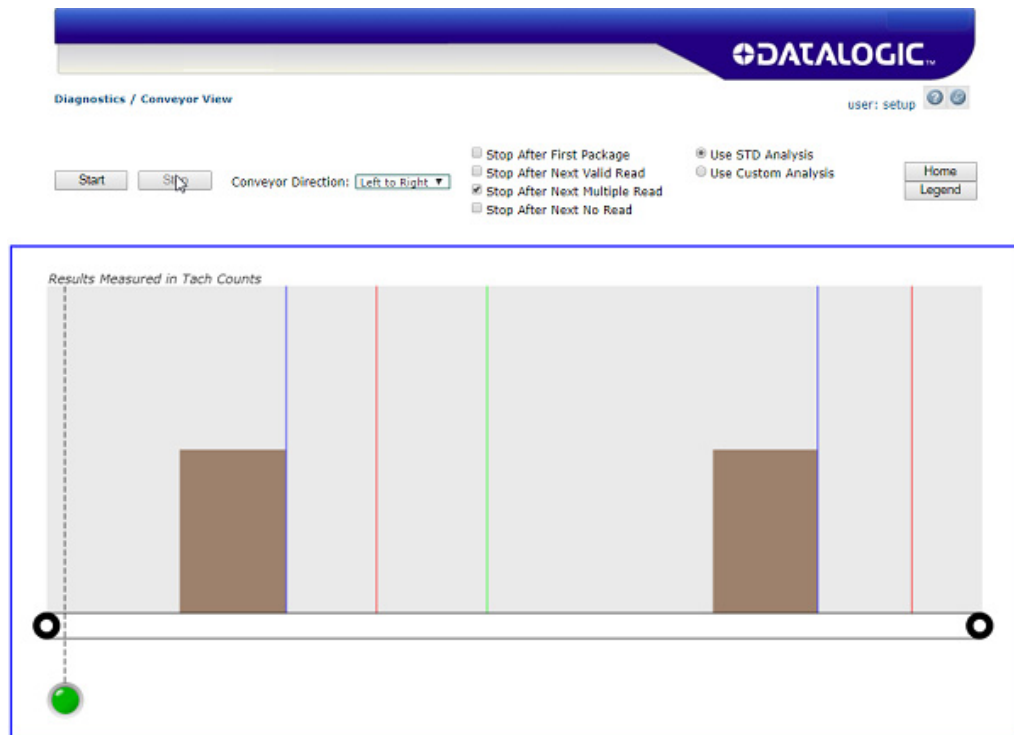 DATALOGIC™
Diagnostics / Conveyor View
user: setup
Start
Stop
Conveyor Direction:
Left to Right
Stop After First Package
Stop After Next Valid Read
Stop After Next Multiple Read
Stop After Next No Read
Use STD Analysis
Use Custom Analysis
Home
Legend
Results Measured in Tach Counts